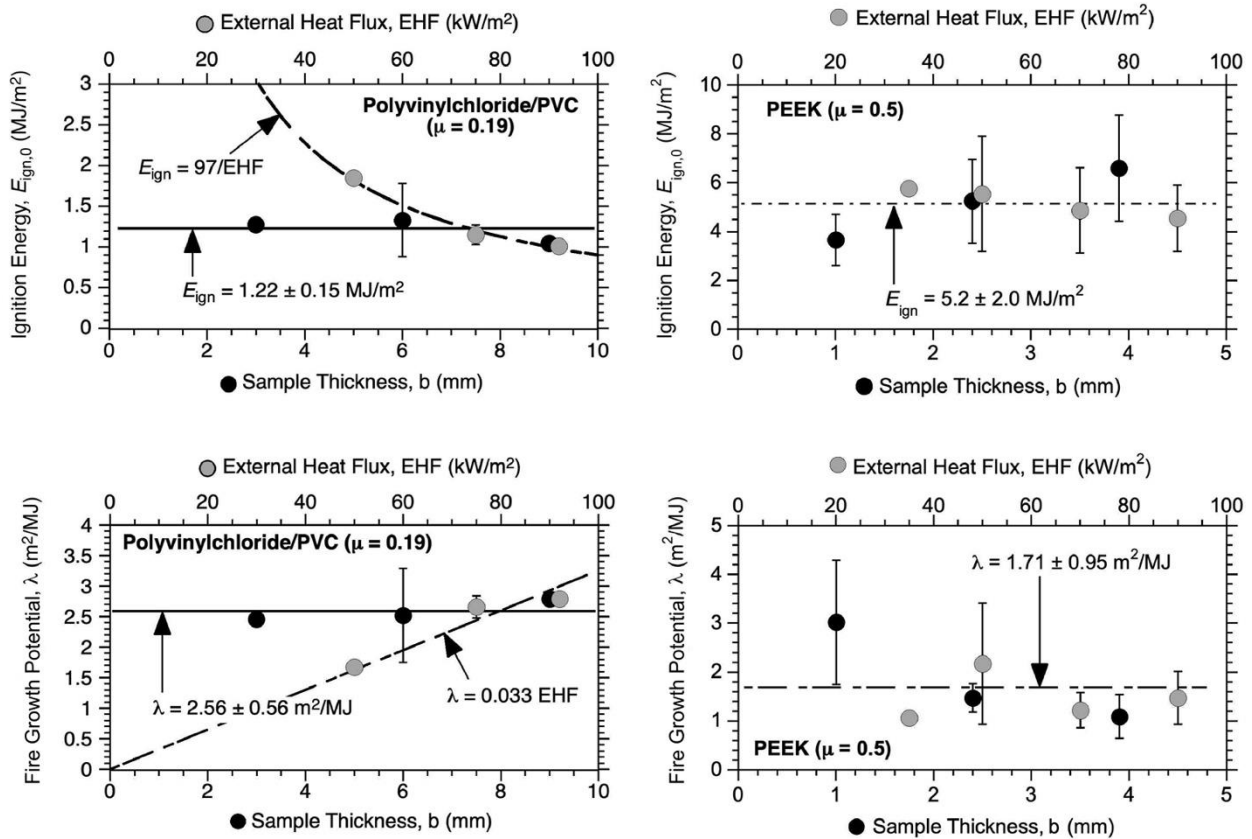 External Heat Flux, EHF (kW/m²)
0 20 40 60 80 100
Ignition Energy, E_ign,0 (MJ/m²)
3
2.5
2
1.5
1
0.5
0
Polyvinylchloride/PVC
(μ = 0.19)
E_ign = 97/EHF
E_ign = 1.22 ± 0.15 MJ/m²
0 2 4 6 8 10
Sample Thickness, b (mm)
External Heat Flux, EHF (kW/m²)
0 20 40 60 80 100
Ignition Energy, E_ign,0 (MJ/m²)
10
8
6
4
2
0
PEEK (μ = 0.5)
E_ign = 5.2 ± 2.0 MJ/m²
0 1 2 3 4 5
Sample Thickness, b (mm)
External Heat Flux, EHF (kW/m²)
0 20 40 60 80 100
Fire Growth Potential, λ (m²/MJ)
4
3.5
3
2.5
2
1.5
1
0.5
0
Polyvinylchloride/PVC (μ = 0.19)
λ = 2.56 ± 0.56 m²/MJ
λ = 0.033 EHF
0 2 4 6 8 10
Sample Thickness, b (mm)
External Heat Flux, EHF (kW/m²)
0 20 40 60 80 100
Fire Growth Potential, λ (m²/MJ)
5
4
3
2
1
0
λ = 1.71 ± 0.95 m²/MJ
PEEK (μ = 0.5)
0 1 2 3 4 5
Sample Thickness, b (mm)